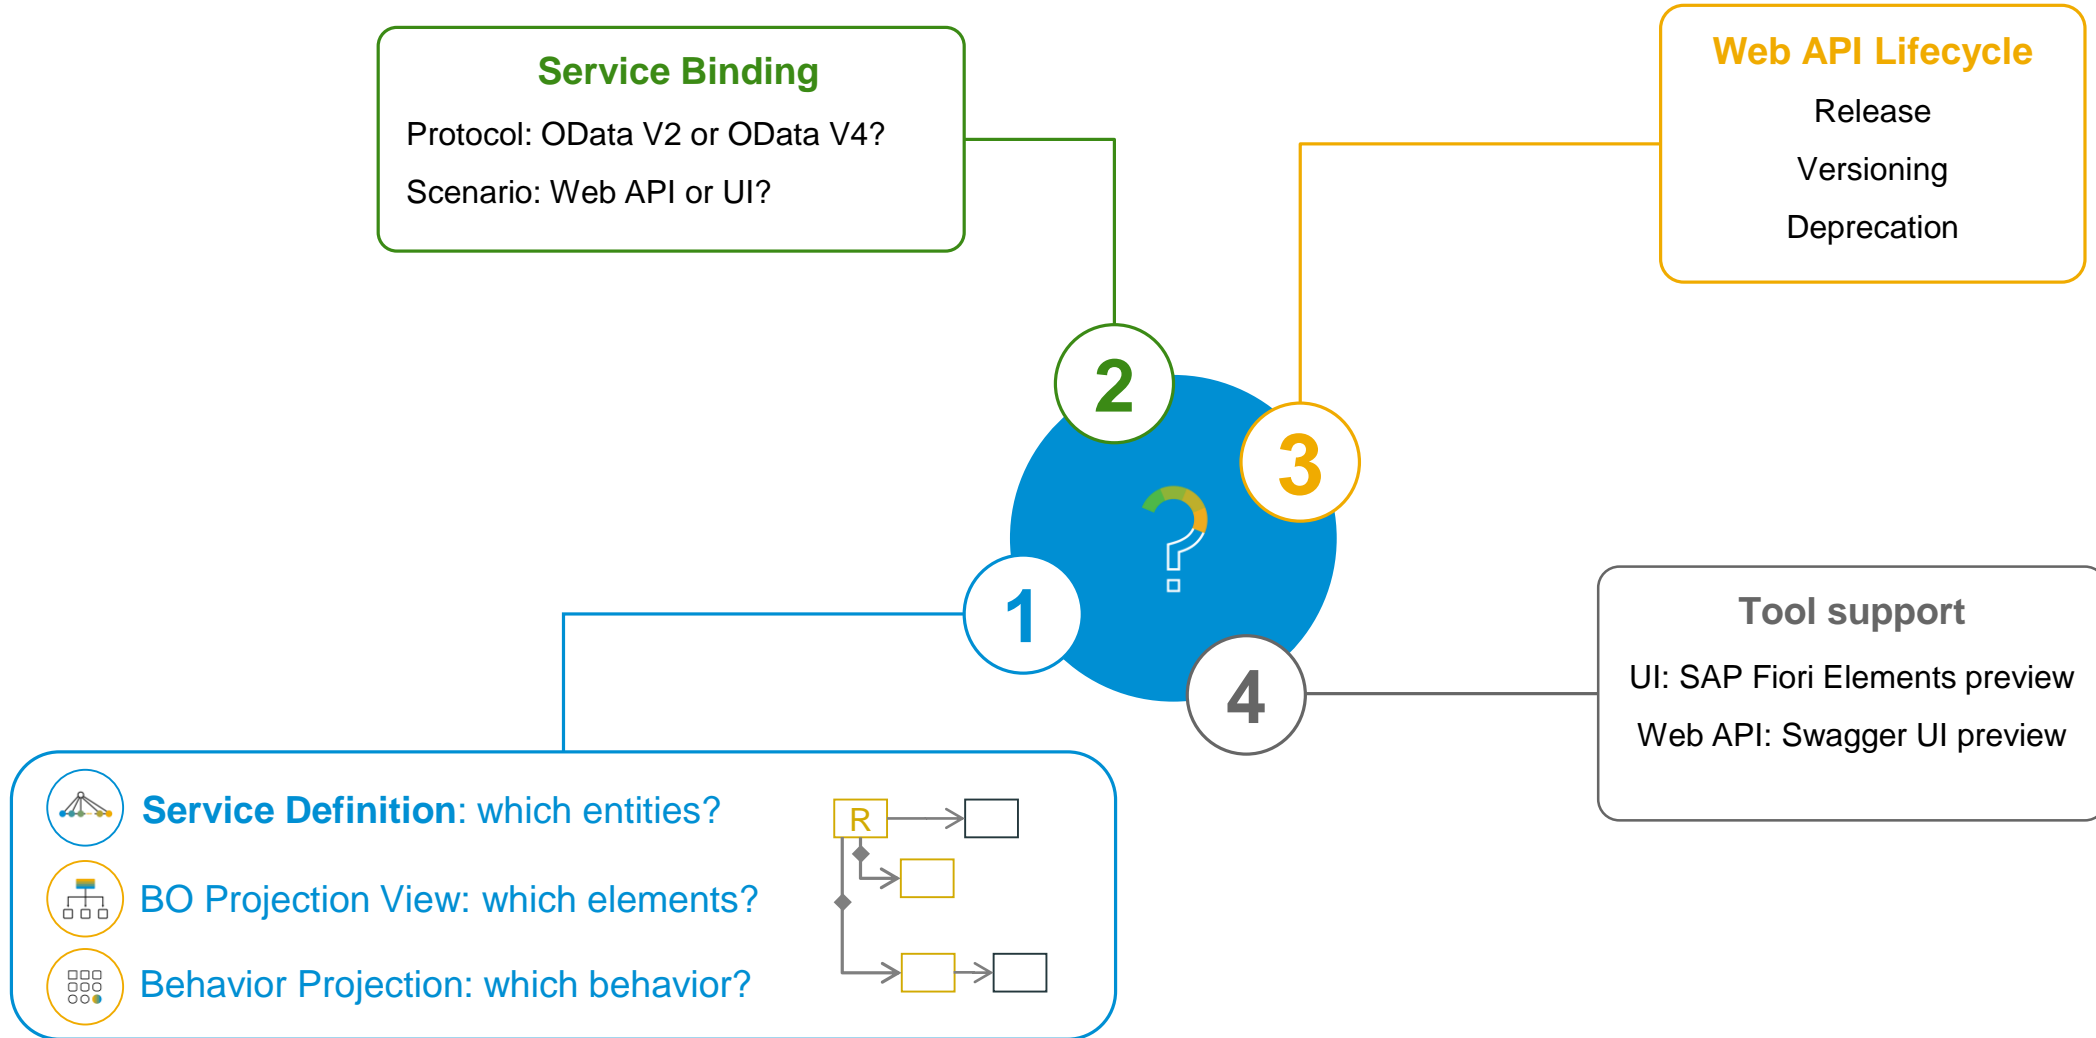 Service Binding
Protocol: OData V2 or OData V4?
Scenario: Web API or UI?
Web API Lifecycle
Release
Versioning
Deprecation
2
3
?
1
4
Tool support
UI: SAP Fiori Elements preview
Web API: Swagger UI preview
Service Definition: which entities?
BO Projection View: which elements?
Behavior Projection: which behavior?
R